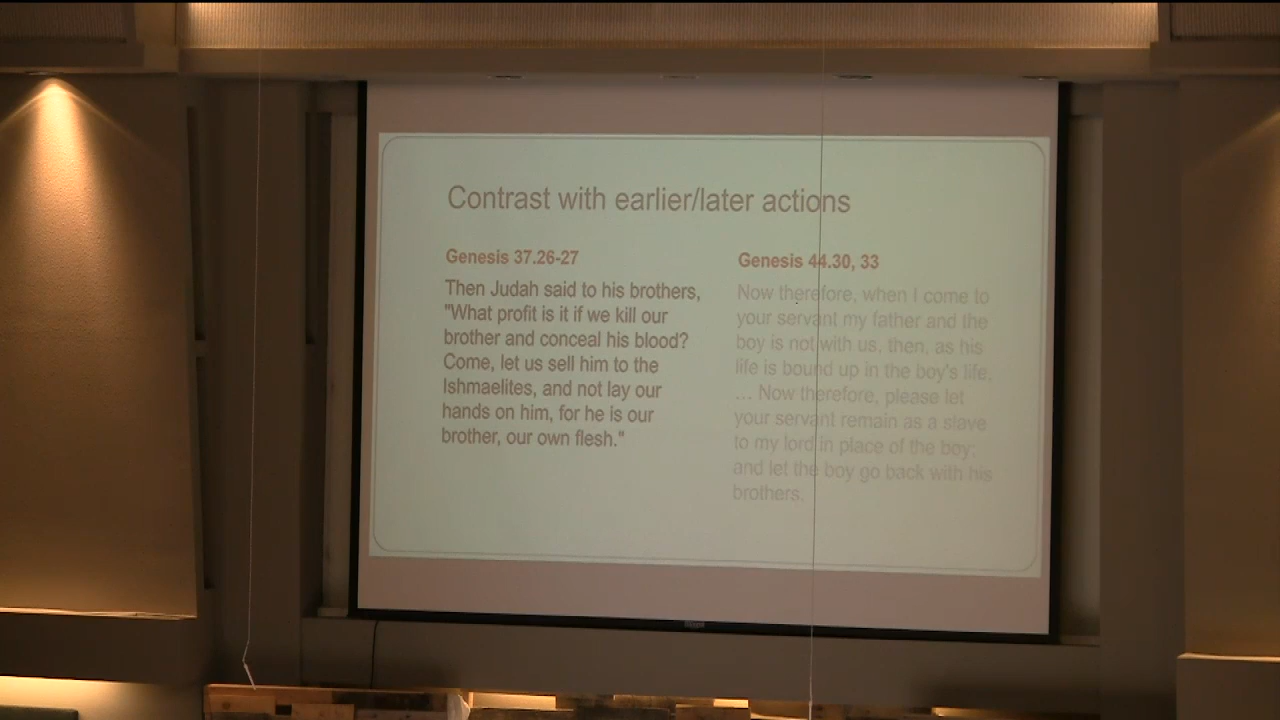 Contrast with earlier/later actions
Genesis 37.26-27
Then Judah said to his brothers,
"What profit is it if we kill our
brother and conceal his blood?
Come, let us sell him to the
Ishmaelites, and not lay our
hands on him, for he is our
brother, our own flesh."
Genesis 44.30, 33
Now therefore, when I come to
your servant my father and the
boy is not with us, then, as his
life is bound up in the boy's life,
... Now therefore, please let
your servant remain as a slave
to my lord in place of the boy;
and let the boy go back with his
brothers.